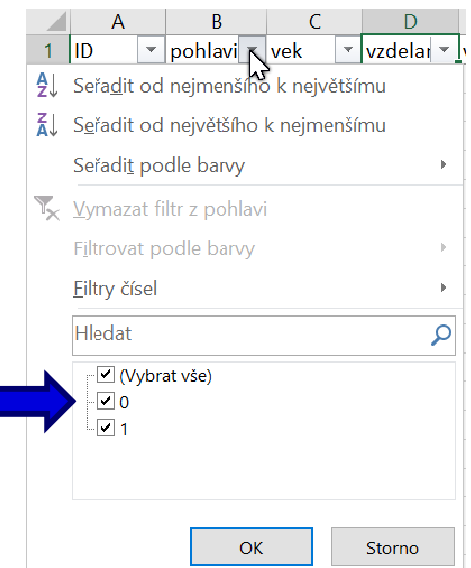 A B C D
1 ID pohlavi vek vzdelar
Seřadit od nejmenšího k největšímu
Seřadit od největšího k nejmenšímu
Seřadit podle barvy
Vymazat filtr z pohlavi
Filtrovat podle barvy
Filtry čísel
Hledat
(Vybrat vše)
0
1
OK Storno